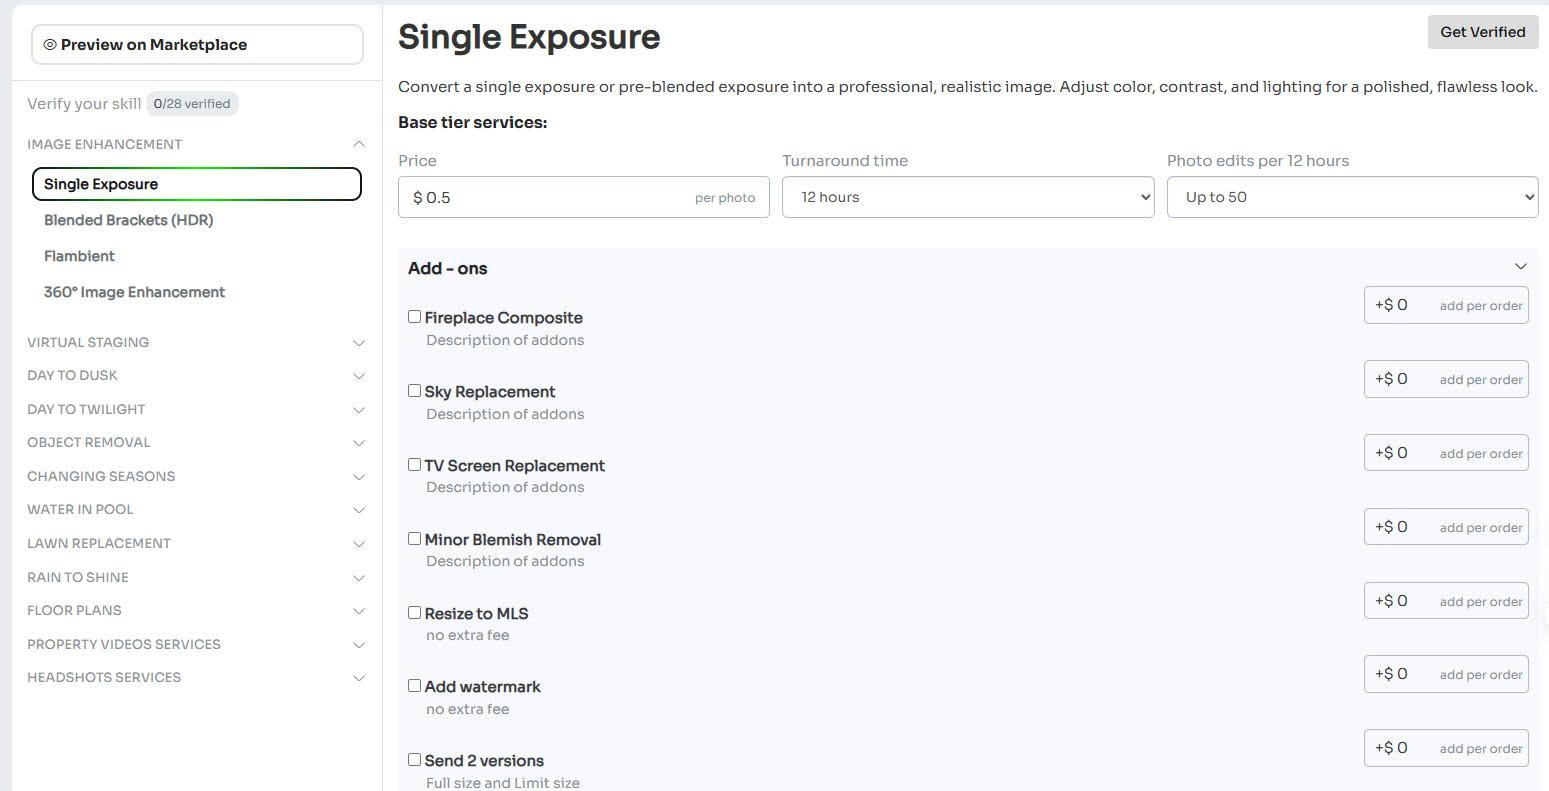 Preview on Marketplace
Verify your skill 0/28 verified
IMAGE ENHANCEMENT
Single Exposure
Blended Brackets (HDR)
Flambient
360° Image Enhancement
VIRTUAL STAGING
DAY TO DUSK
DAY TO TWILIGHT
OBJECT REMOVAL
CHANGING SEASONS
WATER IN POOL
LAWN REPLACEMENT
RAIN TO SHINE
FLOOR PLANS
PROPERTY VIDEOS SERVICES
HEADSHOTS SERVICES
Single Exposure
Get Verified
Convert a single exposure or pre-blended exposure into a professional, realistic image. Adjust color, contrast, and lighting for a polished, flawless look.
Base tier services:
Price Turnaround time Photo edits per 12 hours
$ 0.5 per photo 12 hours Up to 50
Add - ons
Fireplace Composite +$ 0 add per order
Description of addons
Sky Replacement +$ 0 add per order
Description of addons
TV Screen Replacement +$ 0 add per order
Description of addons
Minor Blemish Removal +$ 0 add per order
Description of addons
Resize to MLS +$ 0 add per order
no extra fee
Add watermark +$ 0 add per order
no extra fee
Send 2 versions +$ 0 add per order
Full size and Limit size